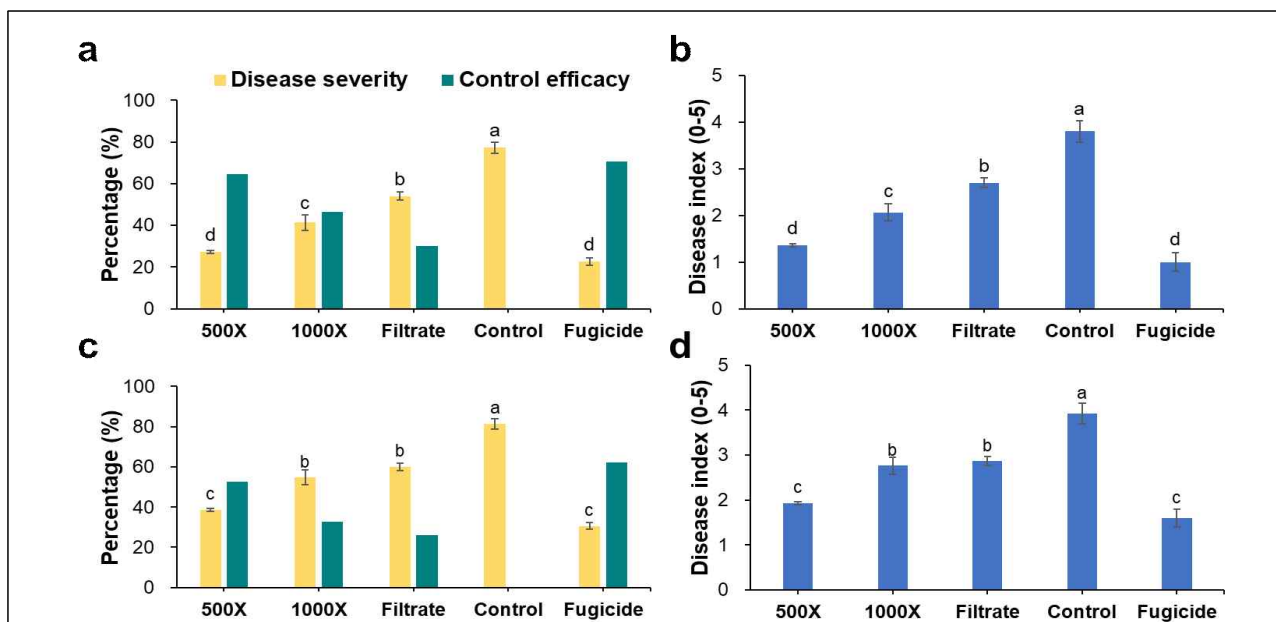 a
Disease severity Control efficacy
Percentage (%)
100
80
60
40
20
0
d c b a d
500X 1000X Filtrate Control Fugicide
b
Disease index (0-5)
5
4
3
2
1
0
d c b a d
500X 1000X Filtrate Control Fugicide
c
Percentage (%)
100
80
60
40
20
0
c b b a c
500X 1000X Filtrate Control Fugicide
d
Disease index (0-5)
5
4
3
2
1
0
c b b a c
500X 1000X Filtrate Control Fugicide